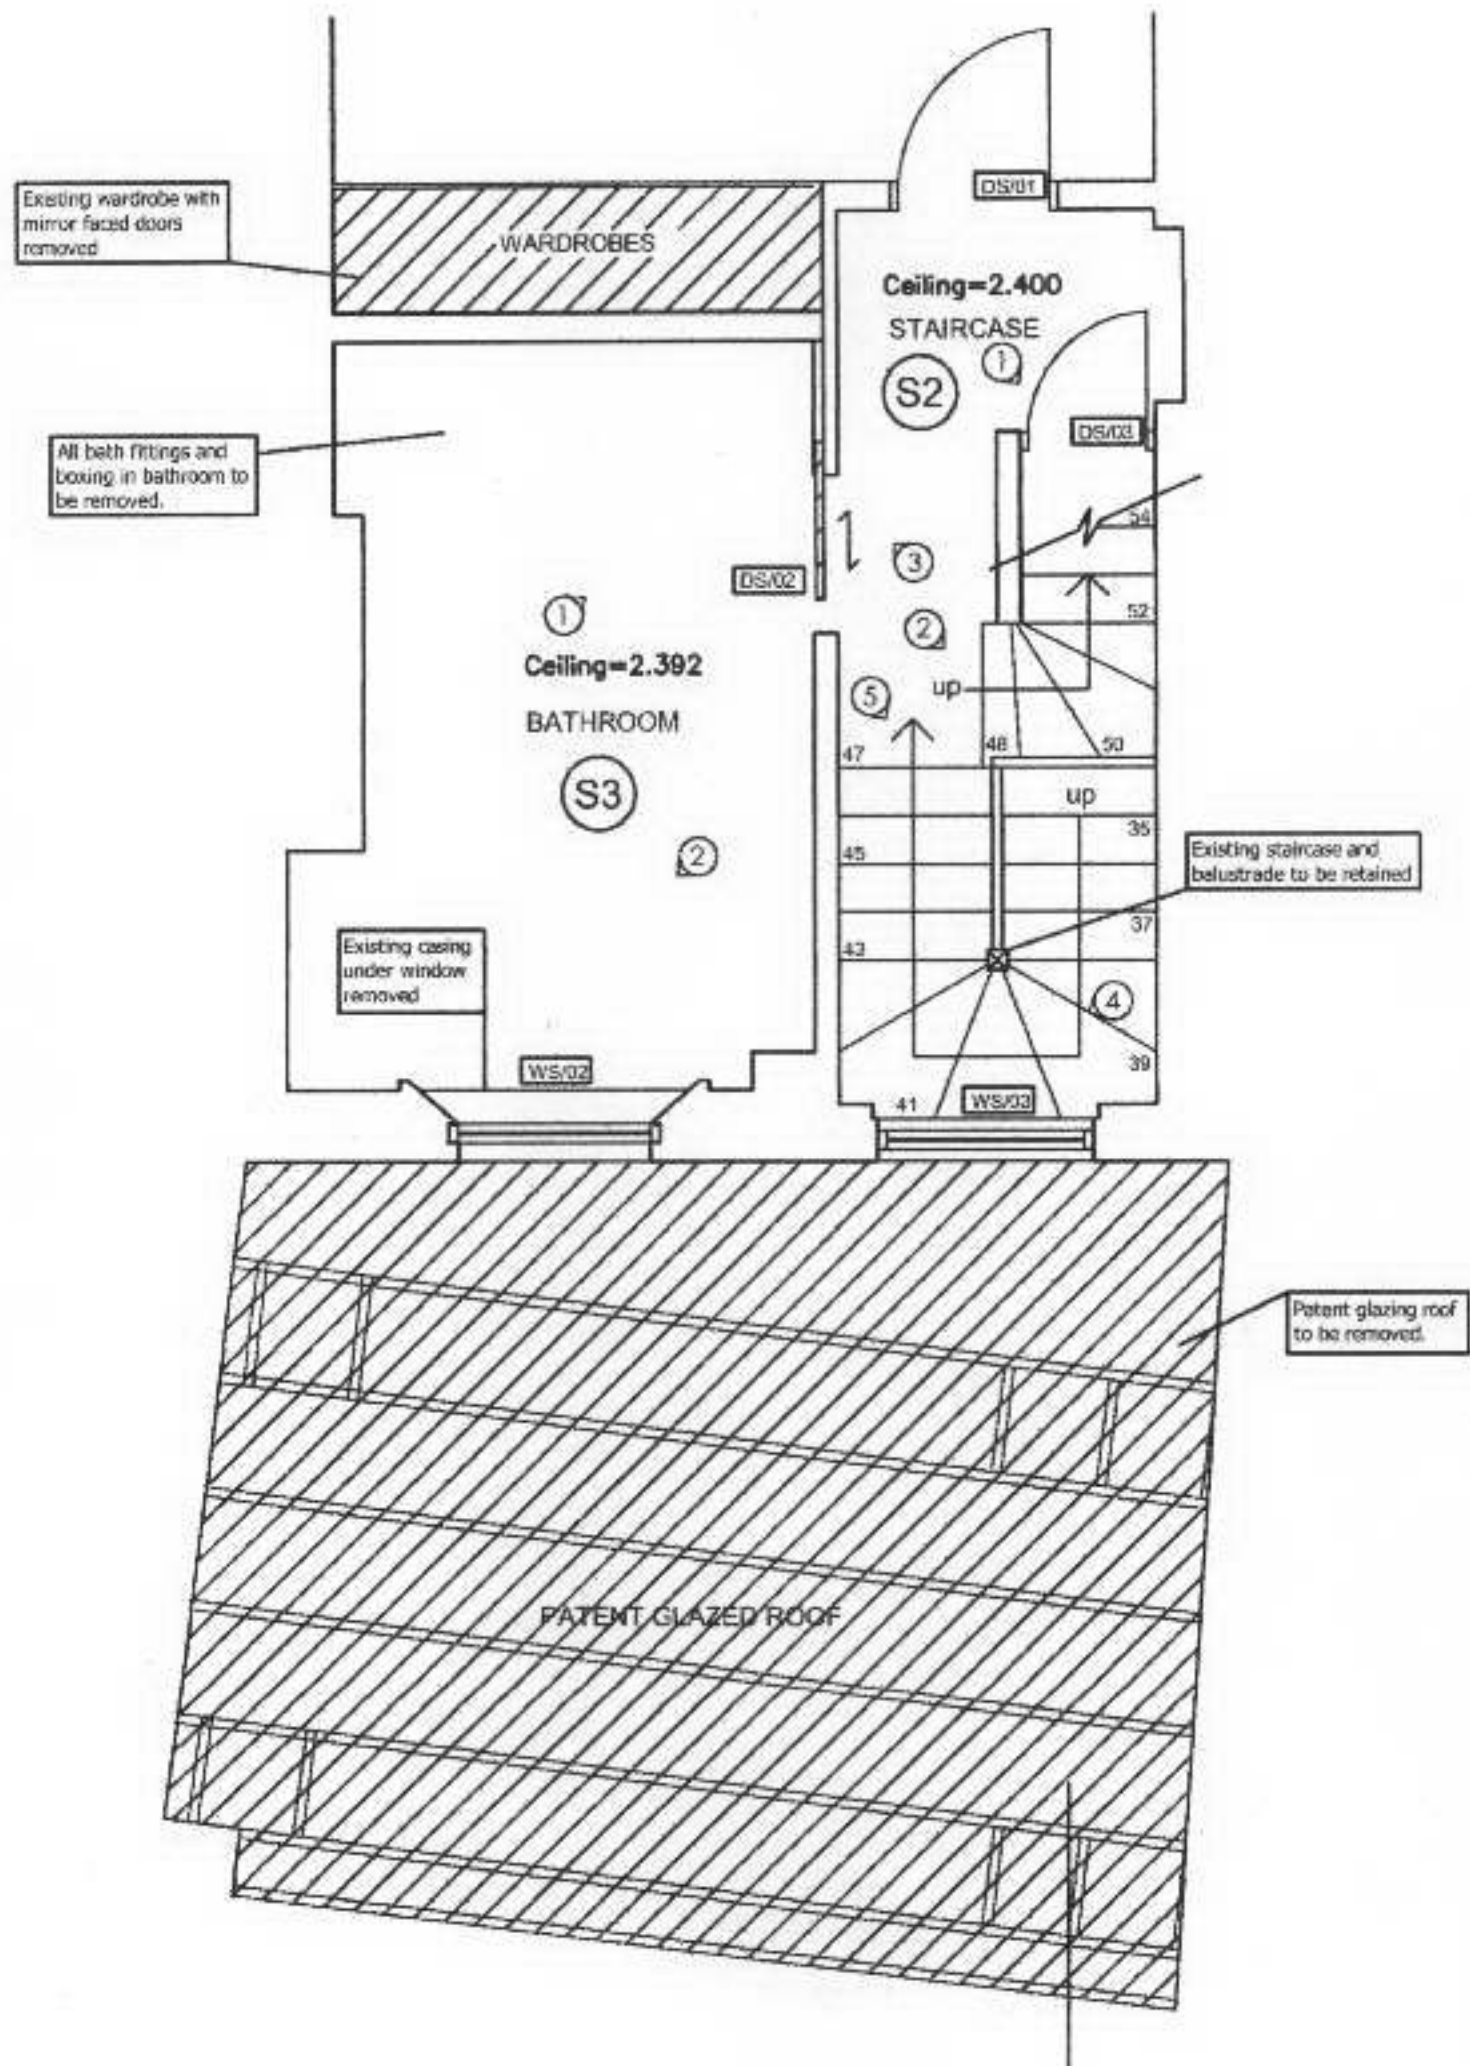 DS/01
Existing wardrobe with
mirror faced doors
removed
WARDROBES
Ceiling=2.400
STAIRCASE
1
S2
DS/03
All bath fittings and
boxing in bathroom to
be removed.
54
3
DS/02
1
52
2
Ceiling=2.392
up
5
BATHROOM
47
48
50
S3
up
35
45
Existing staircase and
balustrade to be retained
2
37
43
Existing casing
under window
removed
4
39
WS/02
41
WS/03
Patent glazing roof
to be removed.
PATENT GLAZED ROOF